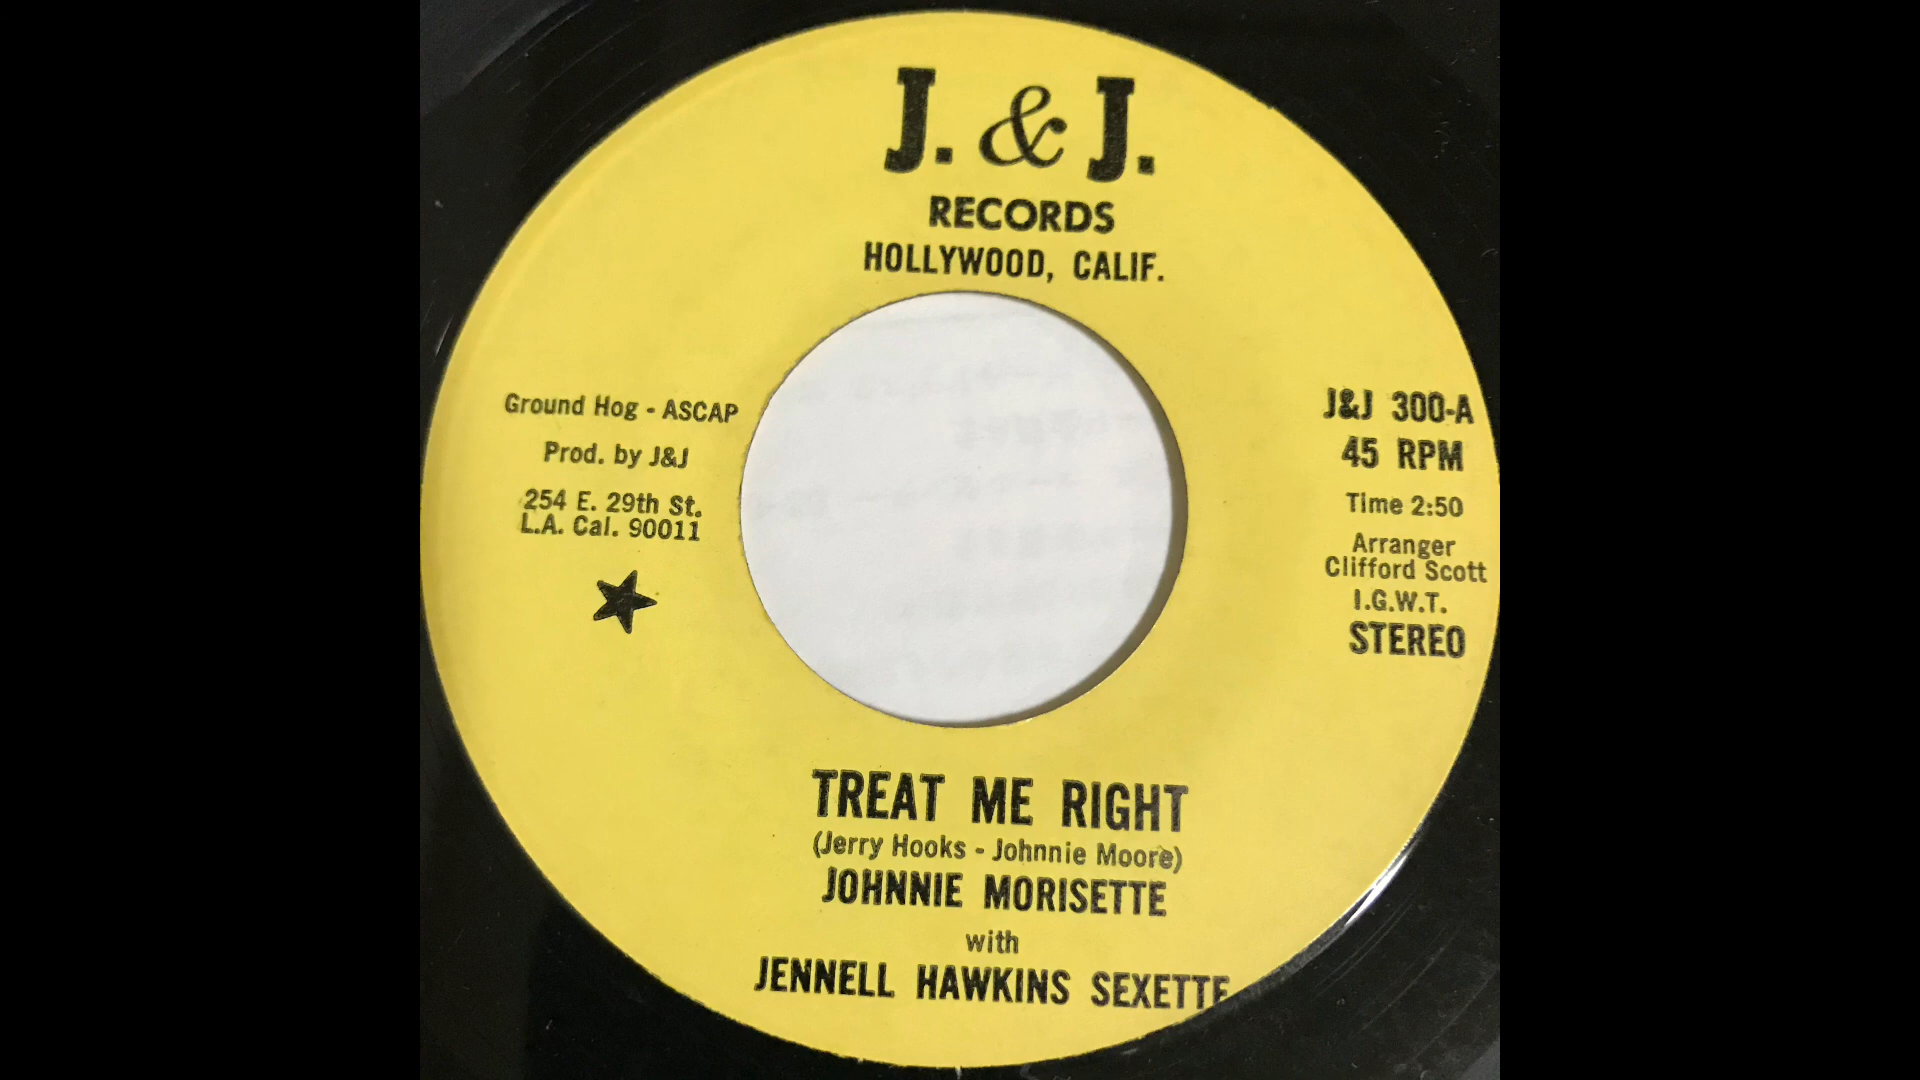 J. & J.
RECORDS
HOLLYWOOD, CALIF.
Ground Hog - ASCAP
Prod. by J&J
254 E. 29th St.
L.A. Cal. 90011
J&J 300-A
45 RPM
Time 2:50
Arranger
Clifford Scott
I.G.W.T.
STEREO
TREAT ME RIGHT
(Jerry Hooks - Johnnie Moore)
JOHNNIE MORISETTE
with
JENNELL HAWKINS SEXETTE